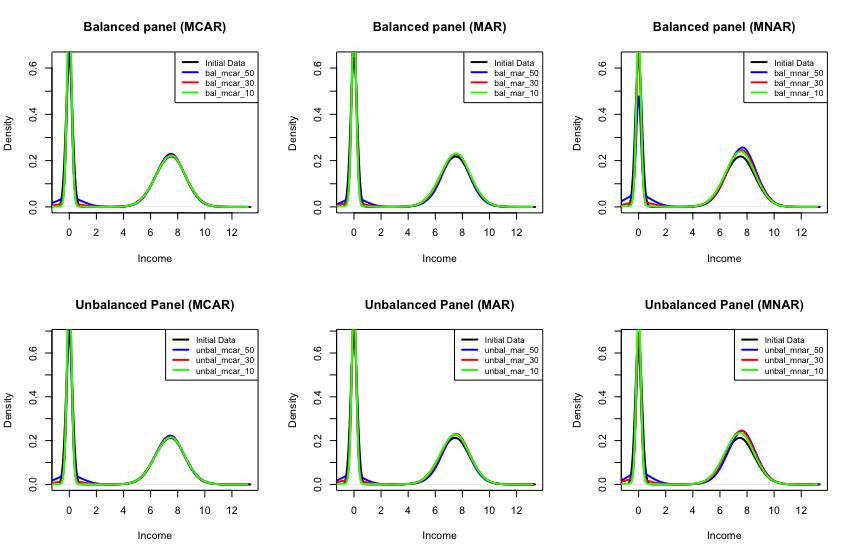 Balanced panel (MCAR)
Density
0.0 0.2 0.4 0.6
Initial Data
bal_mcar_50
bal_mcar_30
bal_mcar_10
0 2 4 6 8 10 12
Income
Balanced panel (MAR)
Density
0.0 0.2 0.4 0.6
Initial Data
bal_mar_50
bal_mar_30
bal_mar_10
0 2 4 6 8 10 12
Income
Balanced panel (MNAR)
Density
0.0 0.2 0.4 0.6
Initial Data
bal_mnar_50
bal_mnar_30
bal_mnar_10
0 2 4 6 8 10 12
Income
Unbalanced Panel (MCAR)
Density
0.0 0.2 0.4 0.6
Initial Data
unbal_mcar_50
unbal_mcar_30
unbal_mcar_10
0 2 4 6 8 10 12
Income
Unbalanced Panel (MAR)
Density
0.0 0.2 0.4 0.6
Initial Data
unbal_mar_50
unbal_mar_30
unbal_mar_10
0 2 4 6 8 10 12
Income
Unbalanced Panel (MNAR)
Density
0.0 0.2 0.4 0.6
Initial Data
unbal_mnar_50
unbal_mnar_30
unbal_mnar_10
0 2 4 6 8 10 12
Income